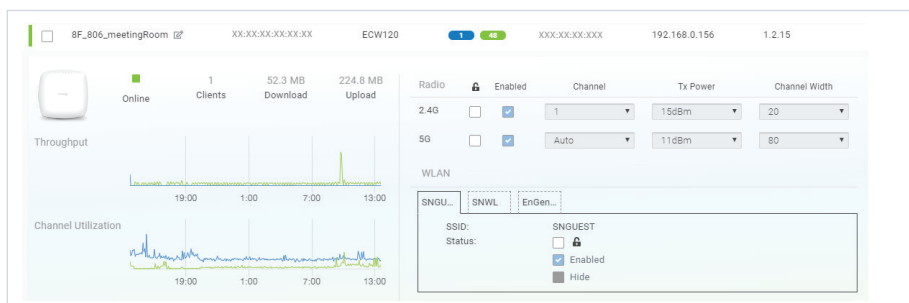 8F_806_meetingRoom XX:XX:XX:XX:XX:XX ECW120 1 48 XXX:XX:XX:XXX 192.168.0.156 1.2.15
1 52.3 MB 224.8 MB
Online Clients Download Upload
Radio Enabled Channel Tx Power Channel Width
2.4G 1 15dBm 20
5G Auto 11dBm 80
Throughput
19:00 1:00 7:00 13:00
Channel Utilization
19:00 1:00 7:00 13:00
WLAN
SNGU... SNWL EnGen...
SSID: SNGUEST
Status:
Enabled
Hide